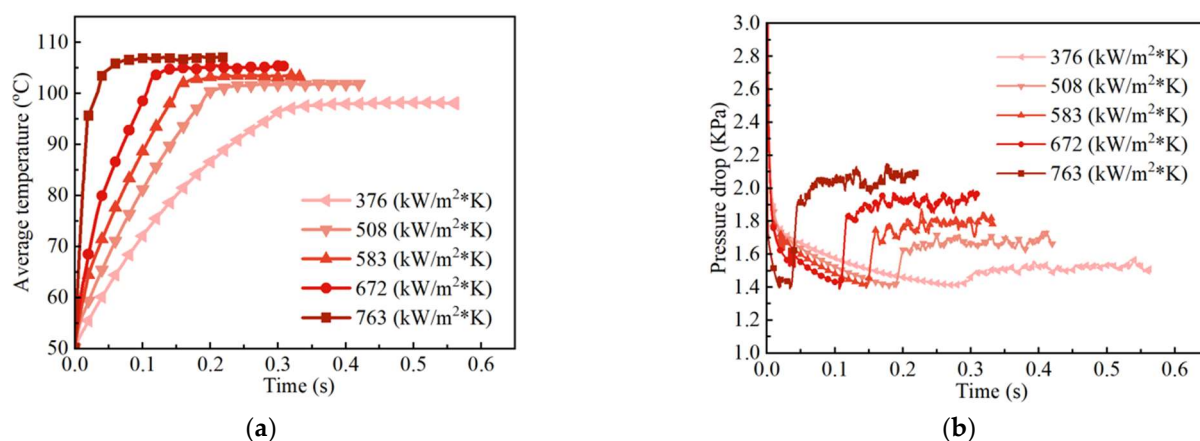 110
100
90
80
70
60
50
Average temperature (°C)
376 (kW/m²*K)
508 (kW/m²*K)
583 (kW/m²*K)
672 (kW/m²*K)
763 (kW/m²*K)
0.0 0.1 0.2 0.3 0.4 0.5 0.6
Time (s)
(a)
3.0
2.8
2.6
2.4
2.2
2.0
1.8
1.6
1.4
1.2
1.0
Pressure drop (KPa)
376 (kW/m²*K)
508 (kW/m²*K)
583 (kW/m²*K)
672 (kW/m²*K)
763 (kW/m²*K)
0.0 0.1 0.2 0.3 0.4 0.5 0.6
Time (s)
(b)